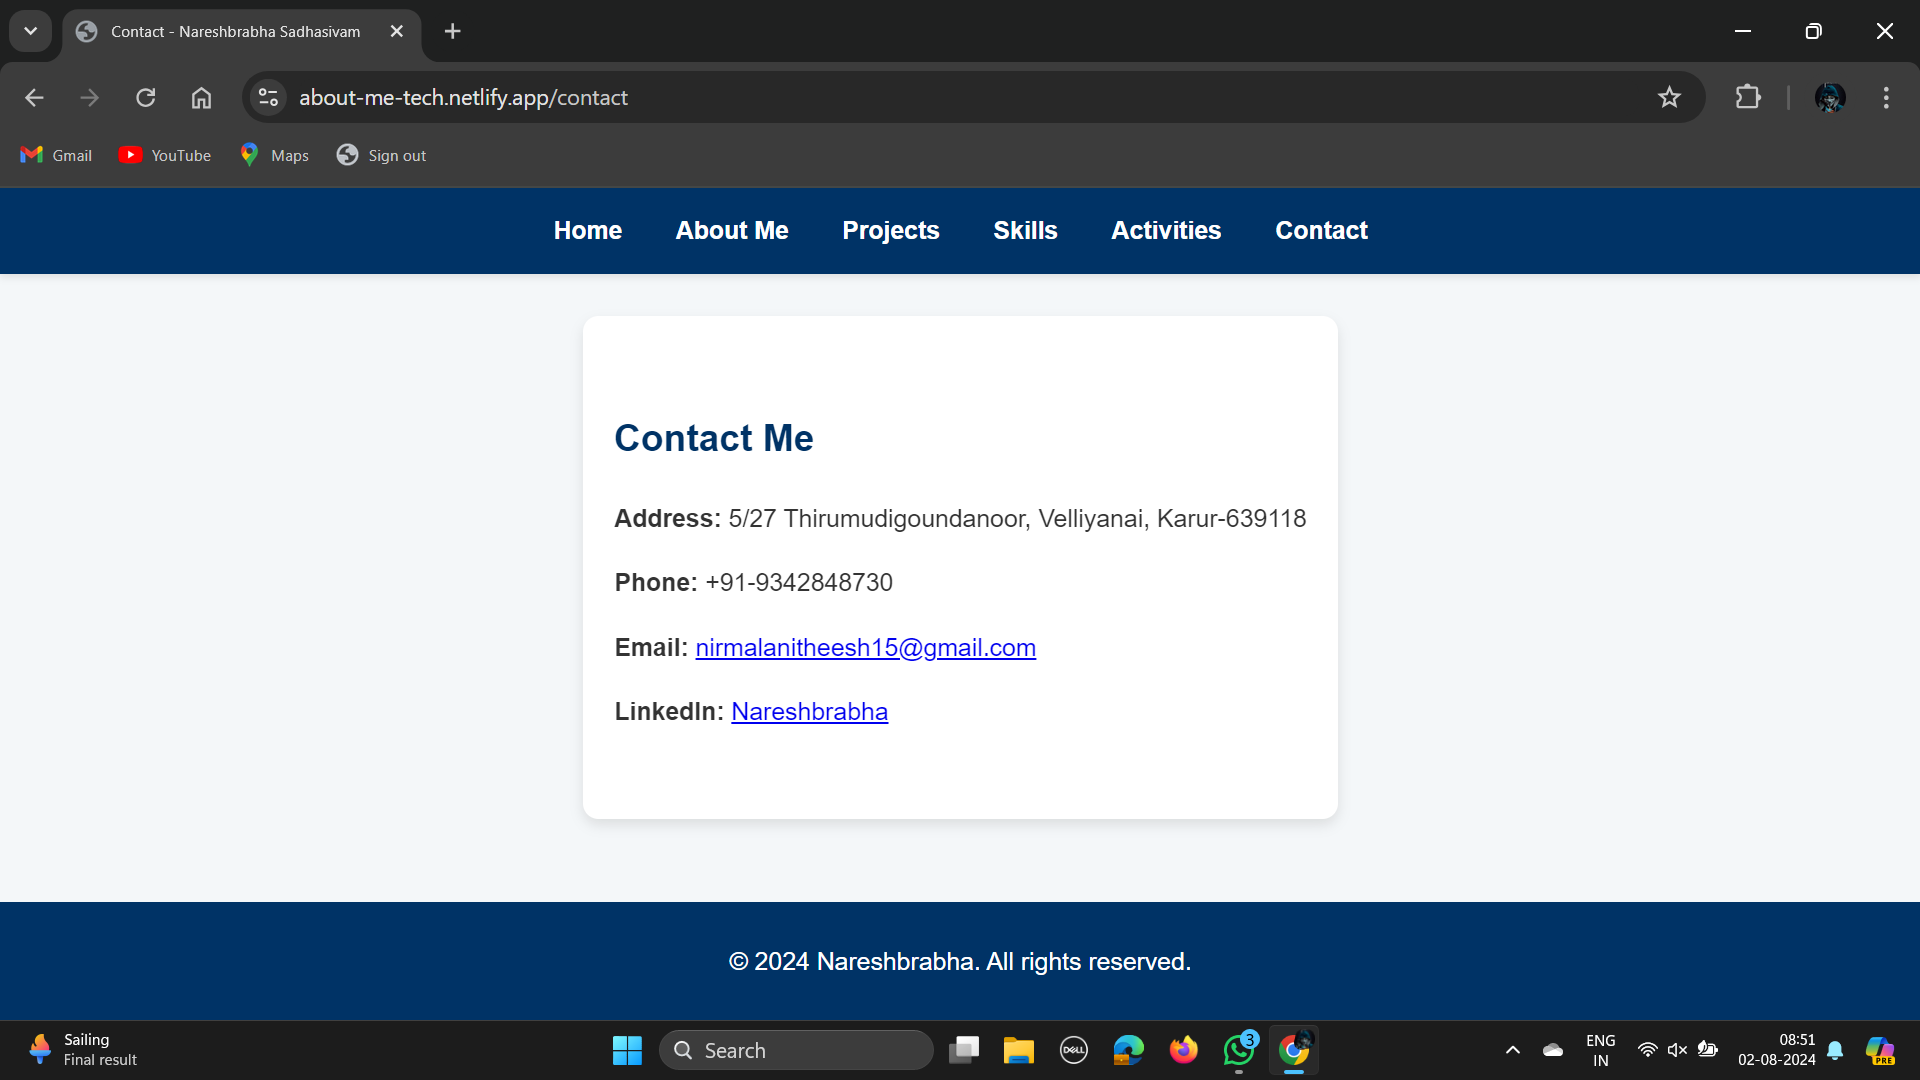 Contact - Nareshbrabha Sadhasivam
about-me-tech.netlify.app/contact
Gmail YouTube Maps Sign out
Home About Me Projects Skills Activities Contact
Contact Me
Address: 5/27 Thirumudigoundanoor, Velliyanai, Karur-639118
Phone: +91-9342848730
Email: nirmalanitheesh15@gmail.com
LinkedIn: Nareshbrabha
© 2024 Nareshbrabha. All rights reserved.
Sailing
Final result
Search
DELL
3
ENG
IN
08:51
02-08-2024
PRE